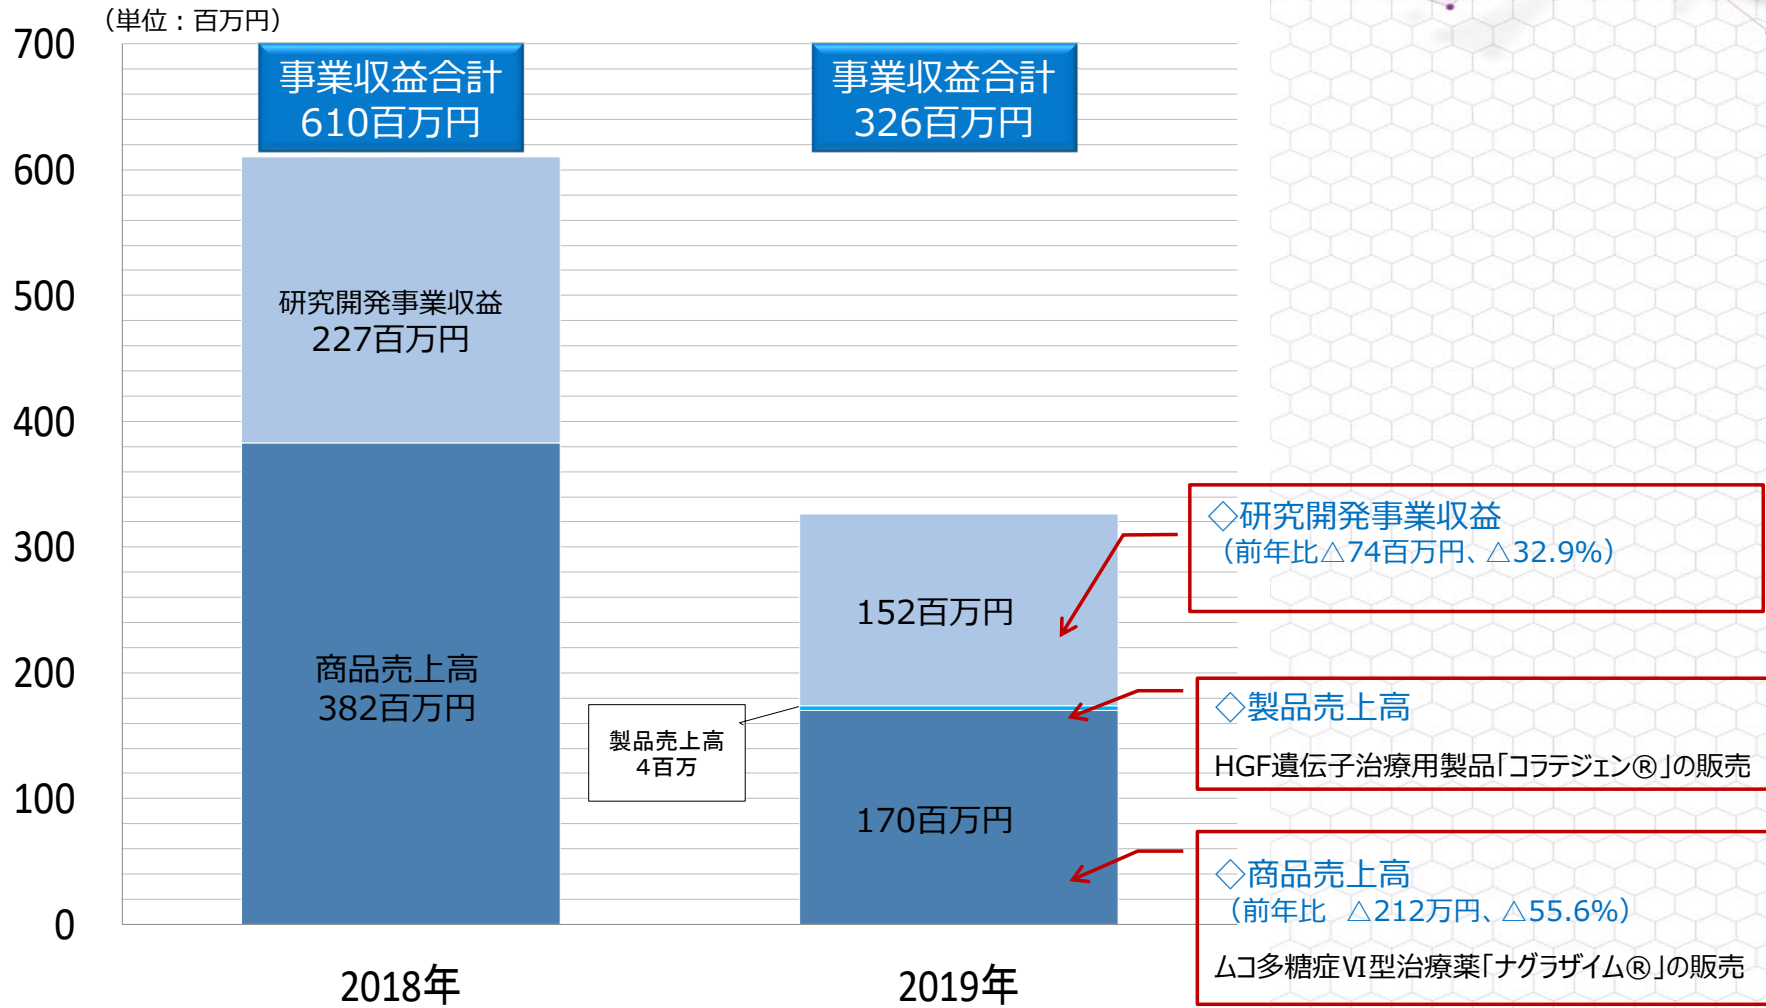 （単位：百万円）
700
600
500
400
300
200
100
0
事業収益合計
610百万円
研究開発事業収益
227百万円
商品売上高
382百万円
2018年
事業収益合計
326百万円
152百万円
製品売上高
4百万
170百万円
2019年
◇研究開発事業収益
（前年比△74百万円、△32.9%）
◇製品売上高
HGF遺伝子治療用製品「コラテジェン®」の販売
◇商品売上高
（前年比 △212万円、△55.6%）
ムコ多糖症Ⅵ型治療薬「ナグラザイム®」の販売